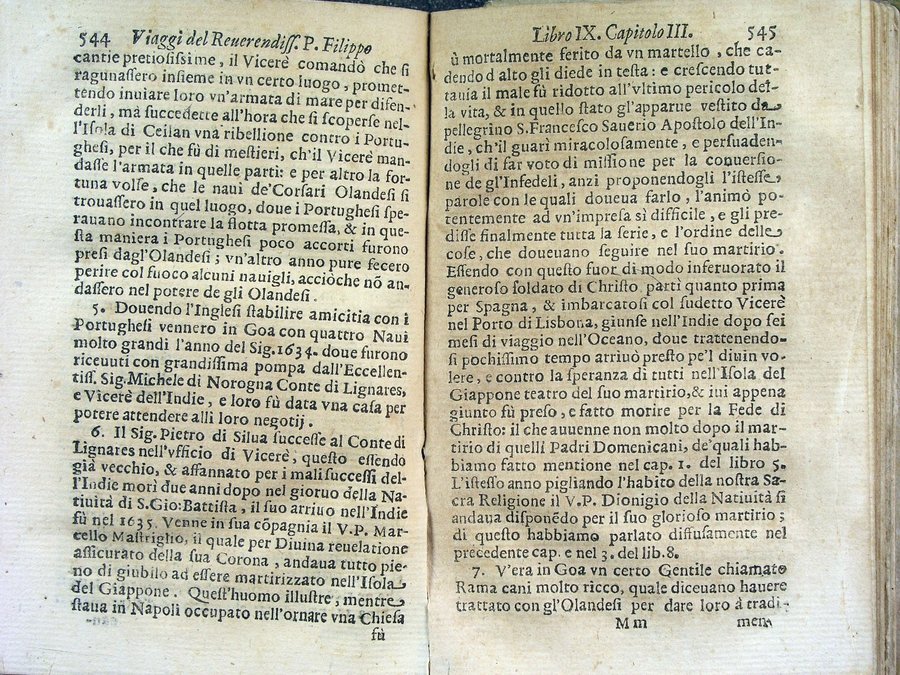 544 Viaggi del Reuerendiss. P. Filippo
cantie pretiosissime, il Vicerè comandò che si
ragunassero insieme in vn certo luogo, promet-
tendo inuiare loro vn'armata di mare per difen-
derli, mà succedette all'hora che si scoperse nel-
l'Isola di Ceilan vna ribellione contro i Portu-
ghesi, per il che fù di mestieri, ch'il Vicerè man-
dasse l'armata in quelle parti: e per altro la for-
tuna volse, che le naui de'Corsari Olandesi si
trouassero in quel luogo, doue i Portughesi spe-
rauano incontrare la flotta promessa, & in que-
sta maniera i Portughesi poco accorti furono
presi dagl'Olandesi; vn'altro anno pure fecero
perire col fuoco alcuni nauigli, acciòche nõ an-
dassero nel potere de gli Olandesi.
5. Douendo l'Inglesi stabilire amicitia con i
Portughesi vennero in Goa con quattro Naui
molto grandi l'anno del Sig. 1634. doue furono
riceuuti con grandissima pompa dall'Eccellen-
tiss. Sig. Michele di Norogna Conte di Lignares,
e Vicerè dell'Indie, e loro fù data vna casa per
potere attendere alli loro negotij.
6. Il Sig. Pietro di Silua successe al Conte di
Lignares nell'vfficio di Vicerè, questo essendo
già vecchio, & affannato per i mali successi del-
l'Indie morì due anni dopo nel gioruo della Na-
tiuità di S. Gio: Battista, il suo arriuo nell'Indie
fù nel 1635. Venne in sua cõpagnia il V.P. Mar-
cello Mastriglio, il quale per Diuina reuelatione
assicurato della sua Corona, andaua tutto pie-
no di giubilo ad essere martirizzato nell'Isola
del Giappone. Quest'huomo illustre, mentre
staua in Napoli occupato nell'ornare vna Chiesa
fù
Libro IX. Capitolo III. 545
ù mortalmente ferito da vn martello, che ca-
dendo d alto gli diede in testa: e crescendo tut-
tauia il male fù ridotto all'vltimo pericolo del-
la vita, & in quello stato gl'apparue vestito da
pellegrino S. Francesco Sauerio Apostolo dell'In-
die, ch'il guarì miracolosamente, e persuaden-
dogli di far voto di missione per la conuersio-
ne de gl'Infedeli, anzi proponendogli l'istesse
parole con le quali doueua farlo, l'animò po-
tentemente ad vn'impresa sì difficile, e gli pre-
disse finalmente tutta la serie, e l'ordine delle
cose, che doueuano seguire nel suo martirio.
Essendo con questo fuor di modo inferuorato il
generoso soldato di Christo partì quanto prima
per Spagna, & imbarcatosi col sudetto Vicerè
nel Porto di Lisbona, giunse nell'Indie dopo sei
mesi di viaggio nell'Oceano, doue trattenendo-
si pochissimo tempo arriuò presto pe'l diuin vo-
lere, e contro la speranza di tutti nell'Isola del
Giappone teatro del suo martirio, & iui appena
giunto fù preso, e fatto morire per la Fede di
Christo: il che auuenne non molto dopo il mar-
tirio di quelli Padri Domenicani, de'quali hab-
biamo fatto mentione nel cap. 1. del libro 5.
L'istesso anno pigliando l'habito della nostra Sa-
cra Religione il V.P. Dionigio della Natiuità si
andaua disponẽdo per il suo glorioso martirio;
di questo habbiamo parlato diffusamente nel
precedente cap. e nel 3. del lib. 8.
7. V'era in Goa vn certo Gentile chiamato
Rama cani molto ricco, quale diceuano hauere
trattato con gl'Olandesi per dare loro à tradi-
M m men-